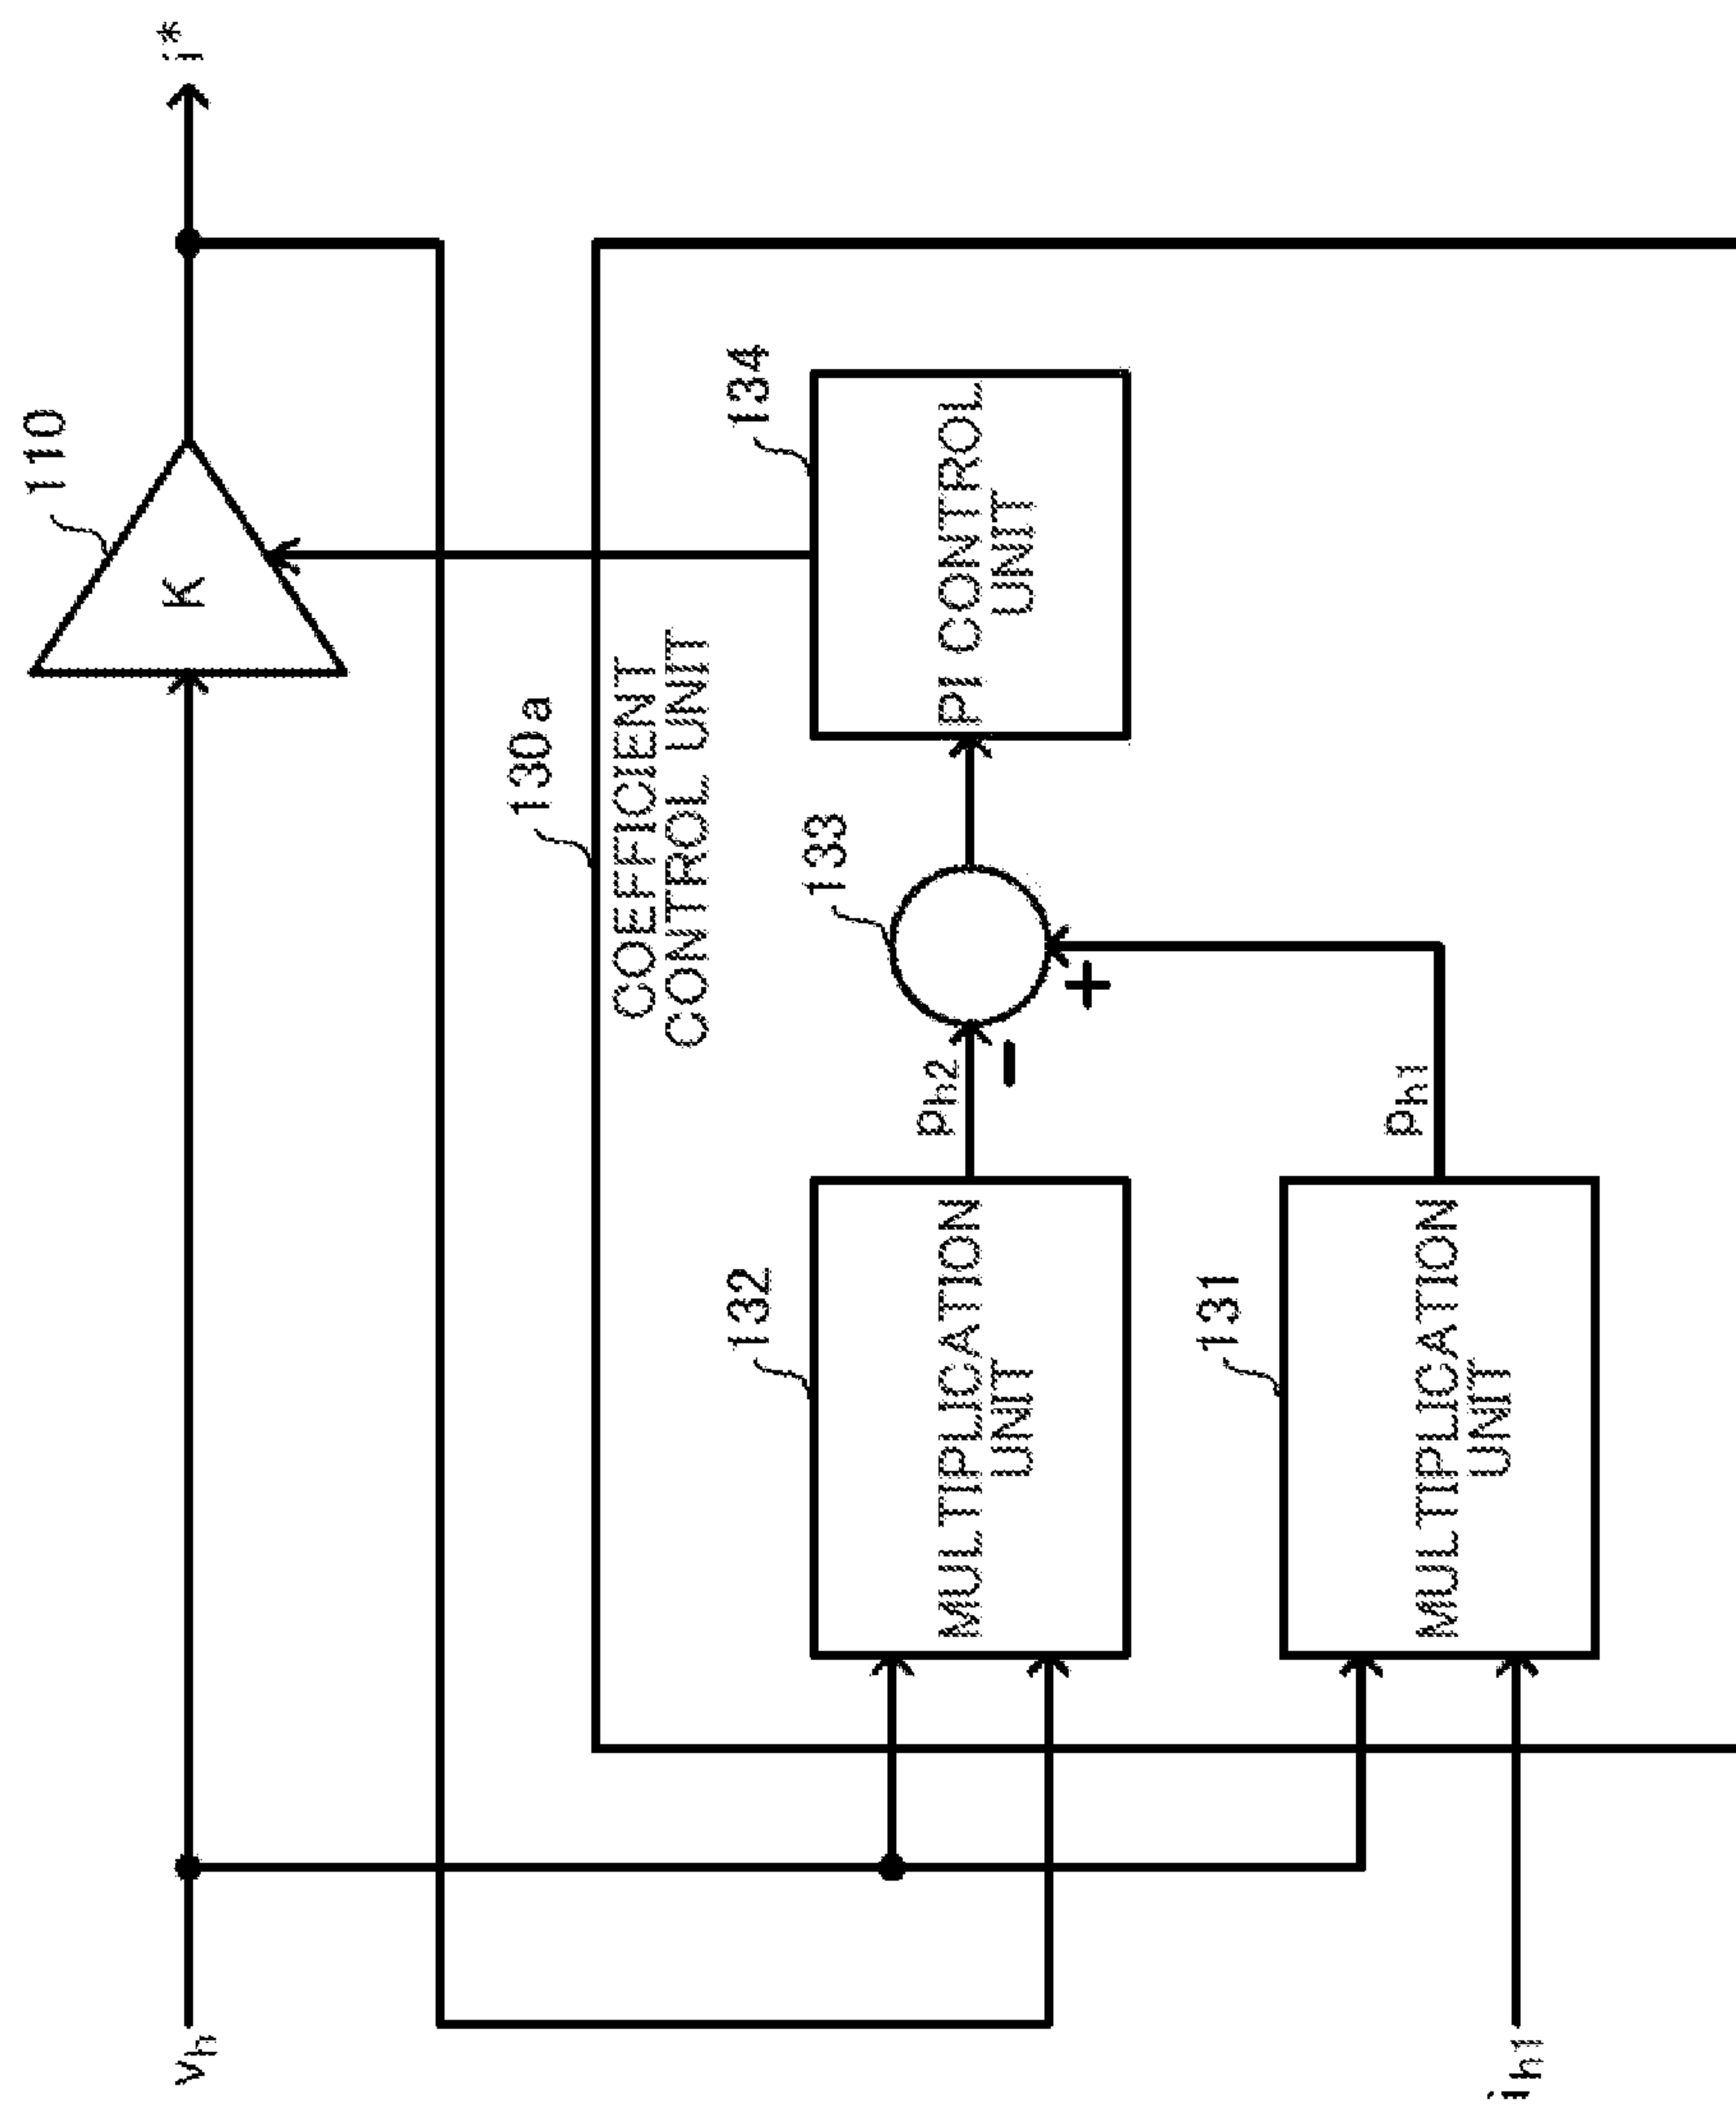 110
K
i*
vh
130a
COEFFICIENT
CONTROL UNIT
132
MULTIPLICATION
UNIT
Ph2
−
133
+
134
PI CONTROL
UNIT
131
MULTIPLICATION
UNIT
Ph1
ih1